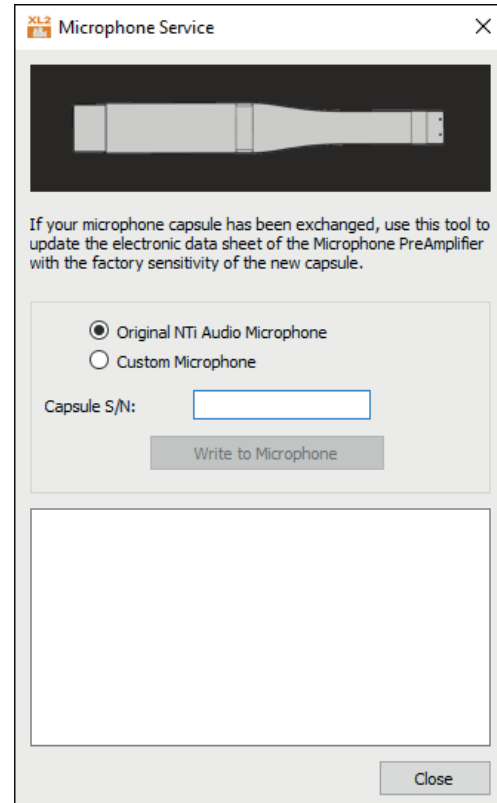 XL2
Microphone Service
If your microphone capsule has been exchanged, use this tool to
update the electronic data sheet of the Microphone PreAmplifier
with the factory sensitivity of the new capsule.
Original NTi Audio Microphone
Custom Microphone
Capsule S/N:
Write to Microphone
Close